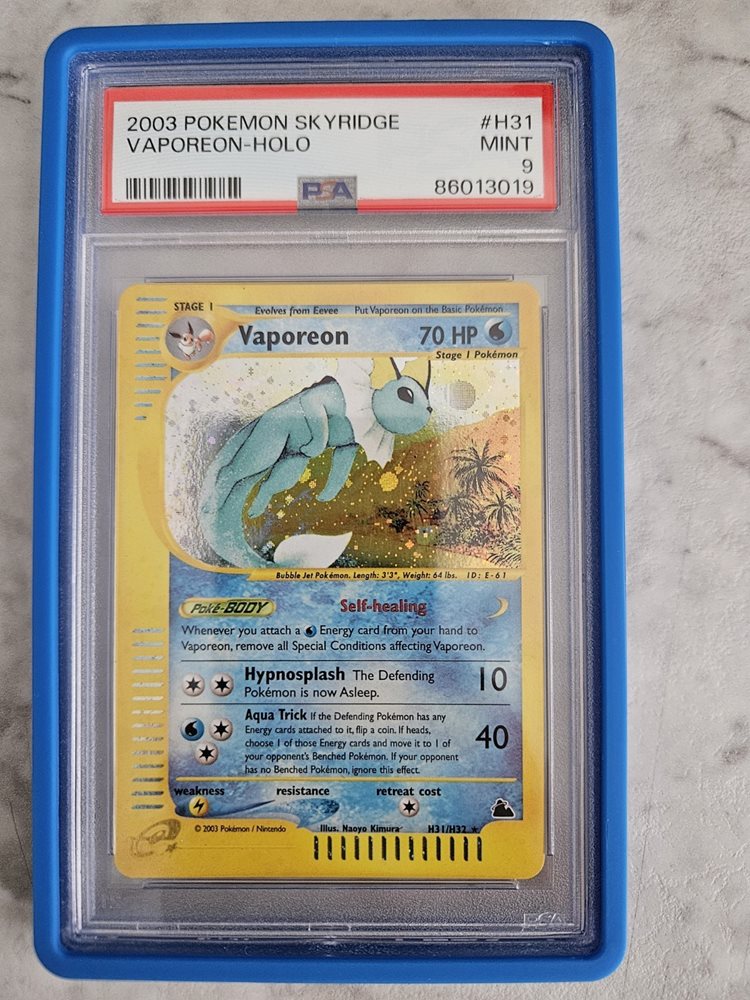 2003 POKEMON SKYRIDGE #H31
VAPOREON-HOLO MINT
9
PSA 86013019
STAGE 1 Evolves from Eevee Put Vaporeon on the Basic Pokémon
Vaporeon 70 HP
Stage 1 Pokémon
Bubble Jet Pokémon. Length: 3'3", Weight: 64 lbs. ID: E-61
Poké-BODY Self-healing
Whenever you attach a Energy card from your hand to
Vaporeon, remove all Special Conditions affecting Vaporeon.
Hypnosplash The Defending 10
Pokémon is now Asleep.
Aqua Trick If the Defending Pokémon has any
Energy cards attached to it, flip a coin. If heads,
choose 1 of those Energy cards and move it to 1 of 40
your opponent's Benched Pokémon. If your opponent
has no Benched Pokémon, ignore this effect.
weakness resistance retreat cost
© 2003 Pokémon / Nintendo Illus. Naoyo Kimura H31/H32
PSA